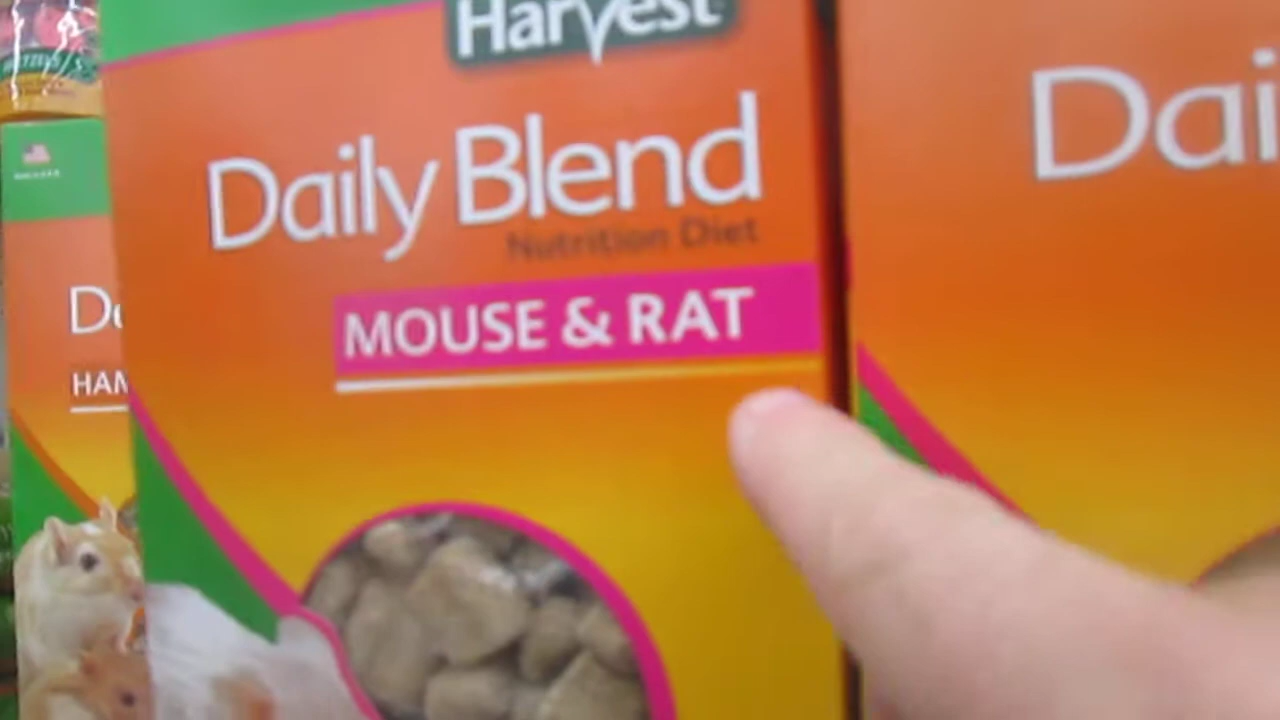 Harvest
Daily Blend
Nutrition Diet
MOUSE & RAT
Dai
De
HAM